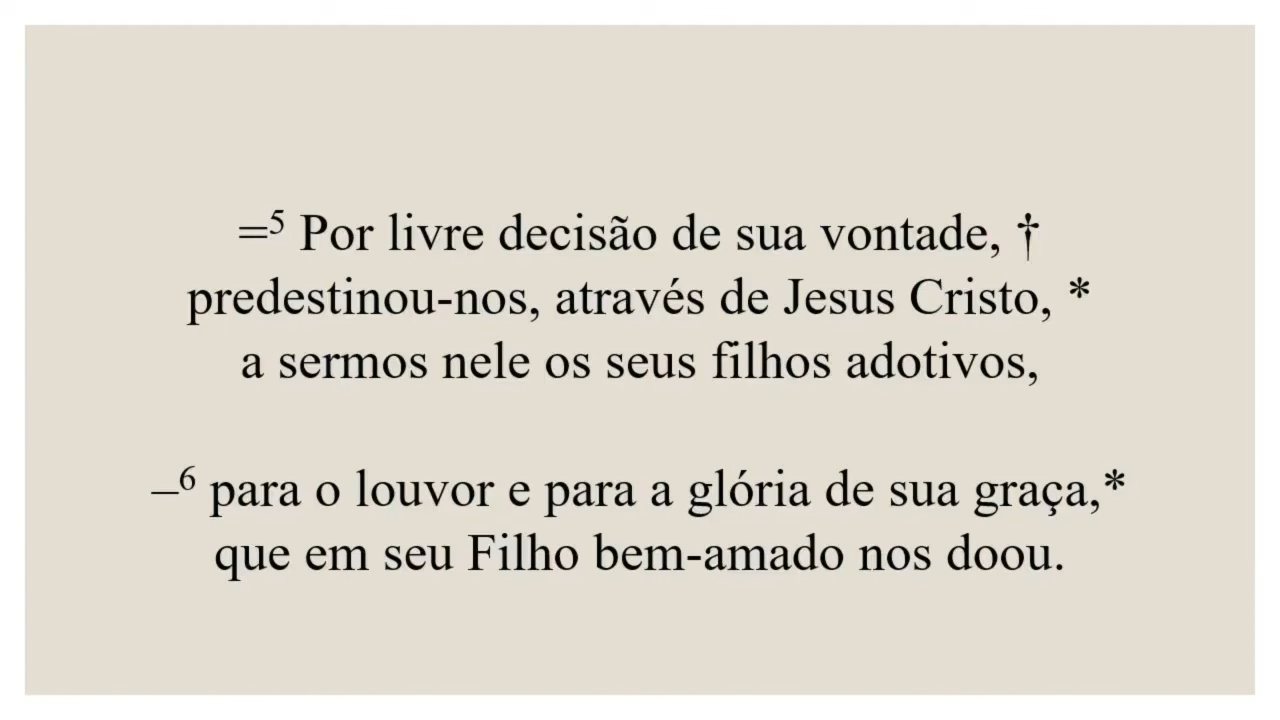 =⁵ Por livre decisão de sua vontade, †
predestinou-nos, através de Jesus Cristo, *
a sermos nele os seus filhos adotivos,
–⁶ para o louvor e para a glória de sua graça,*
que em seu Filho bem-amado nos doou.